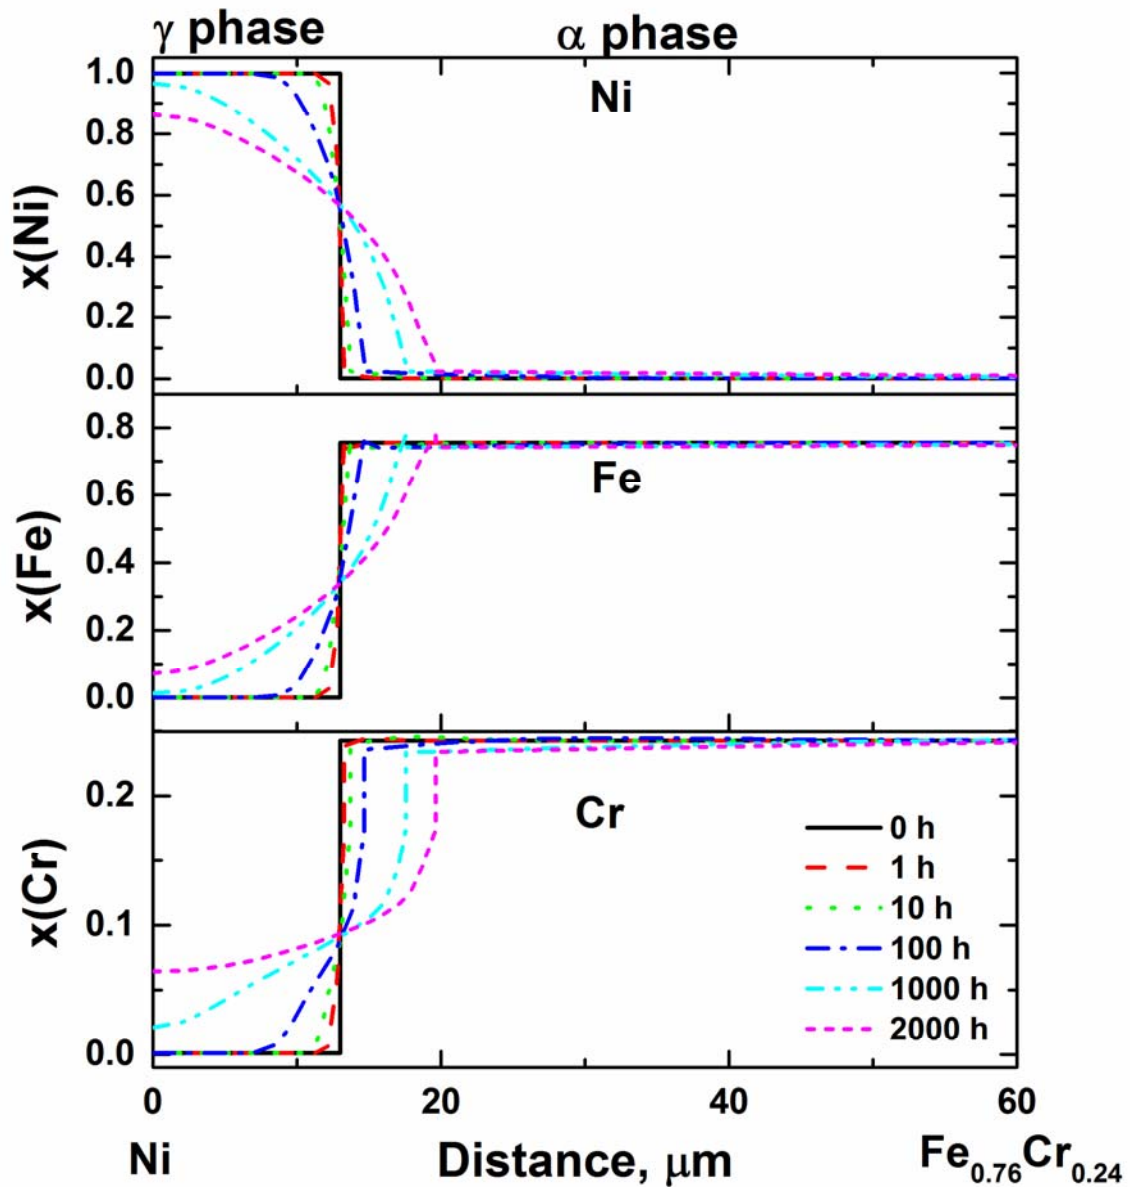 γ phase α phase
Ni
1.0
0.8
0.6
0.4
0.2
0.0
x(Ni)
Fe
0.8
0.6
0.4
0.2
0.0
x(Fe)
Cr
0.2
0.1
0.0
x(Cr)
0 h
1 h
10 h
100 h
1000 h
2000 h
0 20 40 60
Ni Distance, μm Fe0.76Cr0.24